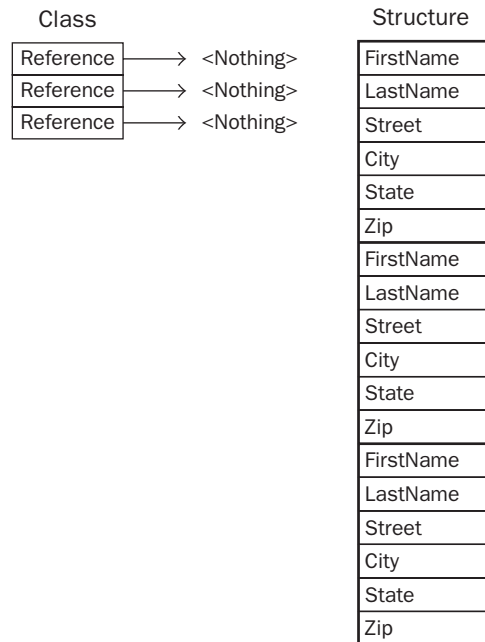 Class
Reference <Nothing>
Reference <Nothing>
Reference <Nothing>
Structure
FirstName
LastName
Street
City
State
Zip
FirstName
LastName
Street
City
State
Zip
FirstName
LastName
Street
City
State
Zip